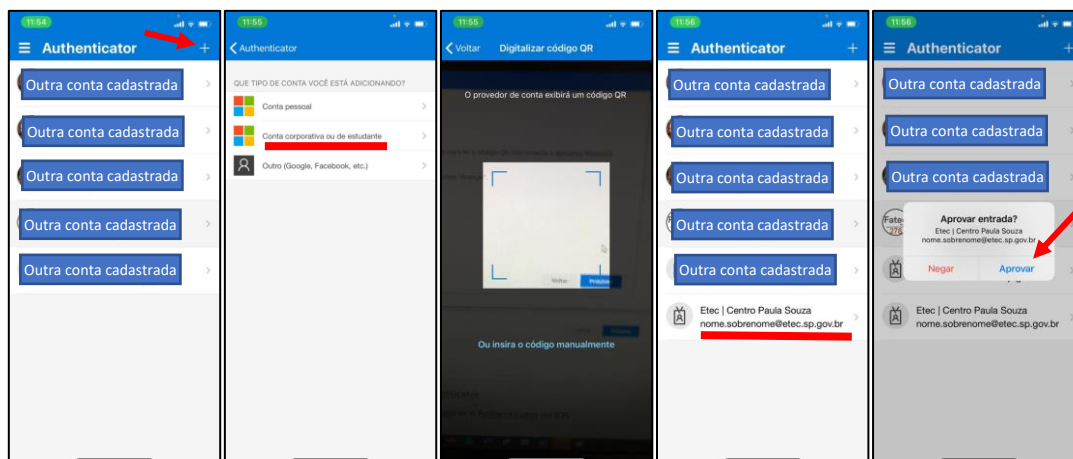 11:54
Authenticator
Outra conta cadastrada
Outra conta cadastrada
Outra conta cadastrada
Outra conta cadastrada
Outra conta cadastrada
11:55
Authenticator
QUE TIPO DE CONTA VOCÊ ESTÁ ADICIONANDO?
Conta pessoal
Conta corporativa ou de estudante
Outro (Google, Facebook, etc.)
11:55
Voltar Digitalizar código QR
O provedor de conta exibirá um código QR
Voltar
Ou insira o código manualmente
11:56
Authenticator
Outra conta cadastrada
Outra conta cadastrada
Outra conta cadastrada
Outra conta cadastrada
Outra conta cadastrada
Etec | Centro Paula Souza
nome.sobrenome@etec.sp.gov.br
11:56
Authenticator
Outra conta cadastrada
Outra conta cadastrada
Outra conta cadastrada
Aprovar entrada?
Etec | Centro Paula Souza
nome.sobrenome@etec.sp.gov.br
Negar Aprovar
Etec | Centro Paula Souza
nome.sobrenome@etec.sp.gov.br